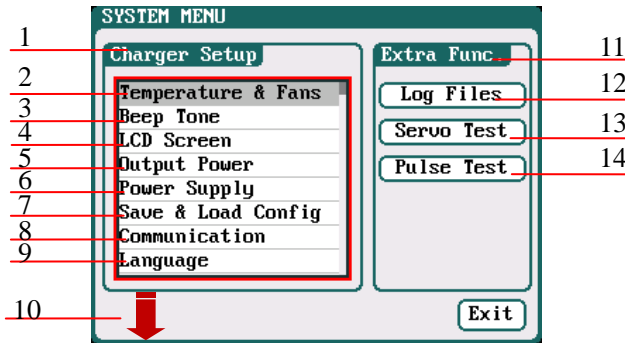 SYSTEM MENU
1
Charger Setup
Extra Func.
11
2
Temperature & Fans
Log Files
12
3
Beep Tone
4
LCD Screen
Servo Test
13
5
Output Power
Pulse Test
14
6
Power Supply
7
Save & Load Config
8
Communication
9
Language
10
Exit